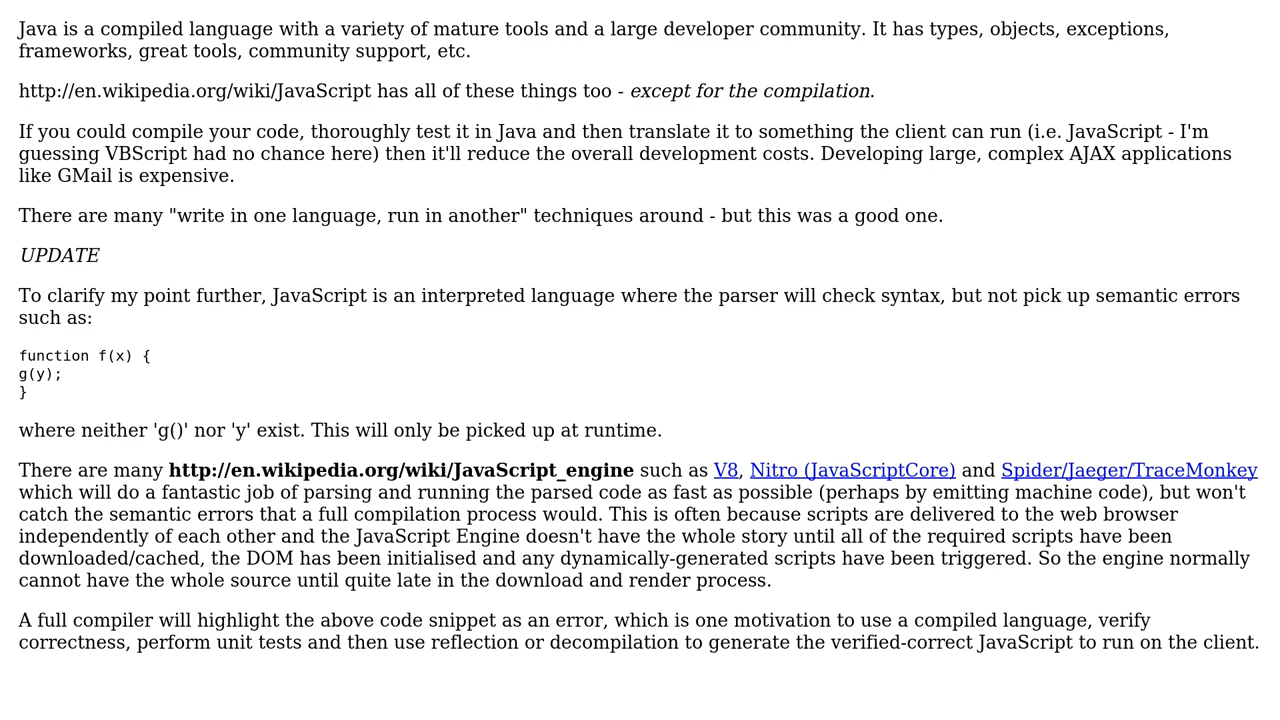 Java is a compiled language with a variety of mature tools and a large developer community. It has types, objects, exceptions,
frameworks, great tools, community support, etc.
http://en.wikipedia.org/wiki/JavaScript has all of these things too - except for the compilation.
If you could compile your code, thoroughly test it in Java and then translate it to something the client can run (i.e. JavaScript - I'm
guessing VBScript had no chance here) then it'll reduce the overall development costs. Developing large, complex AJAX applications
like GMail is expensive.
There are many "write in one language, run in another" techniques around - but this was a good one.
UPDATE
To clarify my point further, JavaScript is an interpreted language where the parser will check syntax, but not pick up semantic errors
such as:
function f(x) {
g(y);
}
where neither 'g()' nor 'y' exist. This will only be picked up at runtime.
There are many http://en.wikipedia.org/wiki/JavaScript_engine such as V8, Nitro (JavaScriptCore) and Spider/Jaeger/TraceMonkey
which will do a fantastic job of parsing and running the parsed code as fast as possible (perhaps by emitting machine code), but won't
catch the semantic errors that a full compilation process would. This is often because scripts are delivered to the web browser
independently of each other and the JavaScript Engine doesn't have the whole story until all of the required scripts have been
downloaded/cached, the DOM has been initialised and any dynamically-generated scripts have been triggered. So the engine normally
cannot have the whole source until quite late in the download and render process.
A full compiler will highlight the above code snippet as an error, which is one motivation to use a compiled language, verify
correctness, perform unit tests and then use reflection or decompilation to generate the verified-correct JavaScript to run on the client.